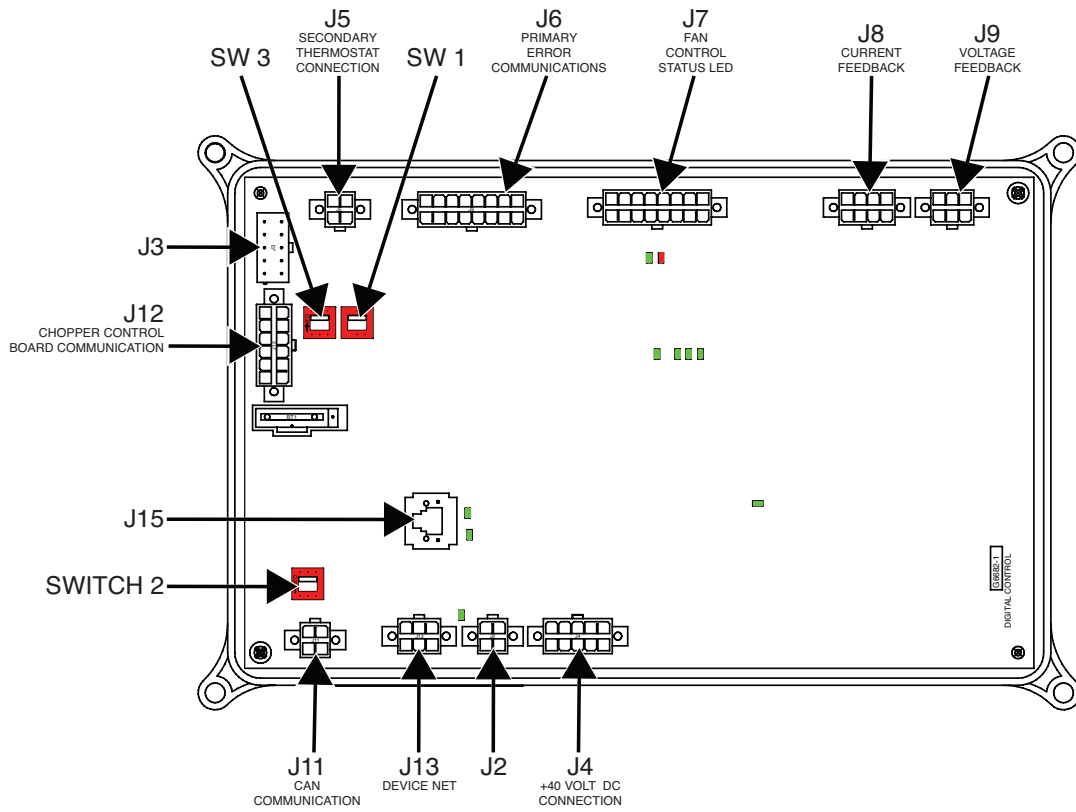 J5
SECONDARY
THERMOSTAT
CONNECTION
J6
PRIMARY
ERROR
COMMUNICATIONS
J7
FAN
CONTROL
STATUS LED
J8
CURRENT
FEEDBACK
J9
VOLTAGE
FEEDBACK
SW 3
SW 1
J3
J12
CHOPPER CONTROL
BOARD COMMUNICATION
BT1
J15
SWITCH 2
G6682-1
DIGITAL CONTROL
J11
CAN
COMMUNICATION
J13
DEVICE NET
J2
J4
+40 VOLT DC
CONNECTION